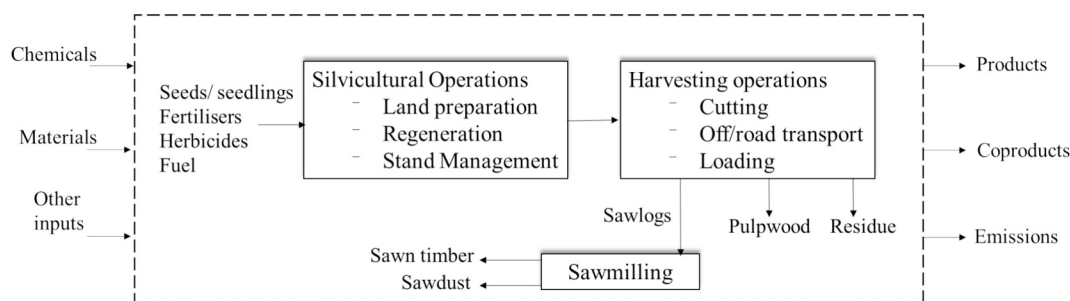 Chemicals
Materials
Other
inputs
Seeds/ seedlings
Fertilisers
Herbicides
Fuel
Silvicultural Operations
- Land preparation
- Regeneration
- Stand Management
Harvesting operations
- Cutting
- Off/road transport
- Loading
Sawlogs
Pulpwood
Residue
Sawn timber
Sawdust
Sawmilling
Products
Coproducts
Emissions